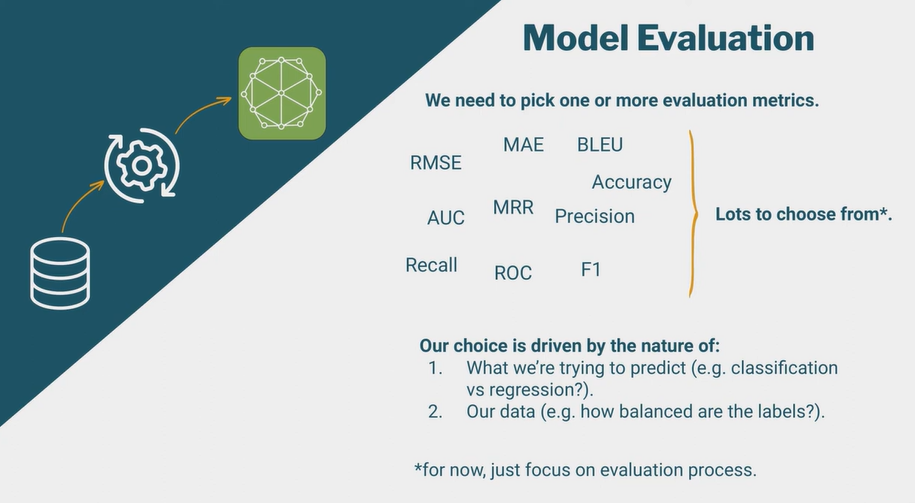 Model Evaluation
We need to pick one or more evaluation metrics.
MAE
BLEU
RMSE
Accuracy
MRR
AUC
Precision
Lots to choose from*.
Recall
ROC
F1
Our choice is driven by the nature of:
1. What we’re trying to predict (e.g. classification
vs regression?).
2. Our data (e.g. how balanced are the labels?).
*for now, just focus on evaluation process.